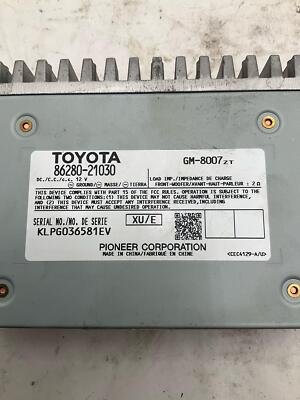 TOYOTA
86280-21030
GM-8007ZT
DC./C.C./c.c. 12 V
⊖ GROUND/⊖ MASSE/⊖ TIERRA
LOAD IMP./IMPEDANCE DE CHARGE
FRONT-WOOFER/AVANT-HAUT-PARLEUR : 2Ω
THIS DEVICE COMPLIES WITH PART 15 OF THE FCC RULES. OPERATION IS SUBJECT TO THE
FOLLOWING TWO CONDITIONS: (1) THIS DEVICE MAY NOT CAUSE HARMFUL
INTERFERENCE, AND (2) THIS DEVICE MUST ACCEPT ANY INTERFERENCE RECEIVED, INCLUDING
INTERFERENCE THAT MAY CAUSE UNDESIRED OPERATION.
SERIAL NO./NO. DE SERIE
XU/E
KLPG036581EV
PIONEER CORPORATION
MADE IN CHINA/FABRIQUÉ EN CHINE
<CEC4129-A/U>